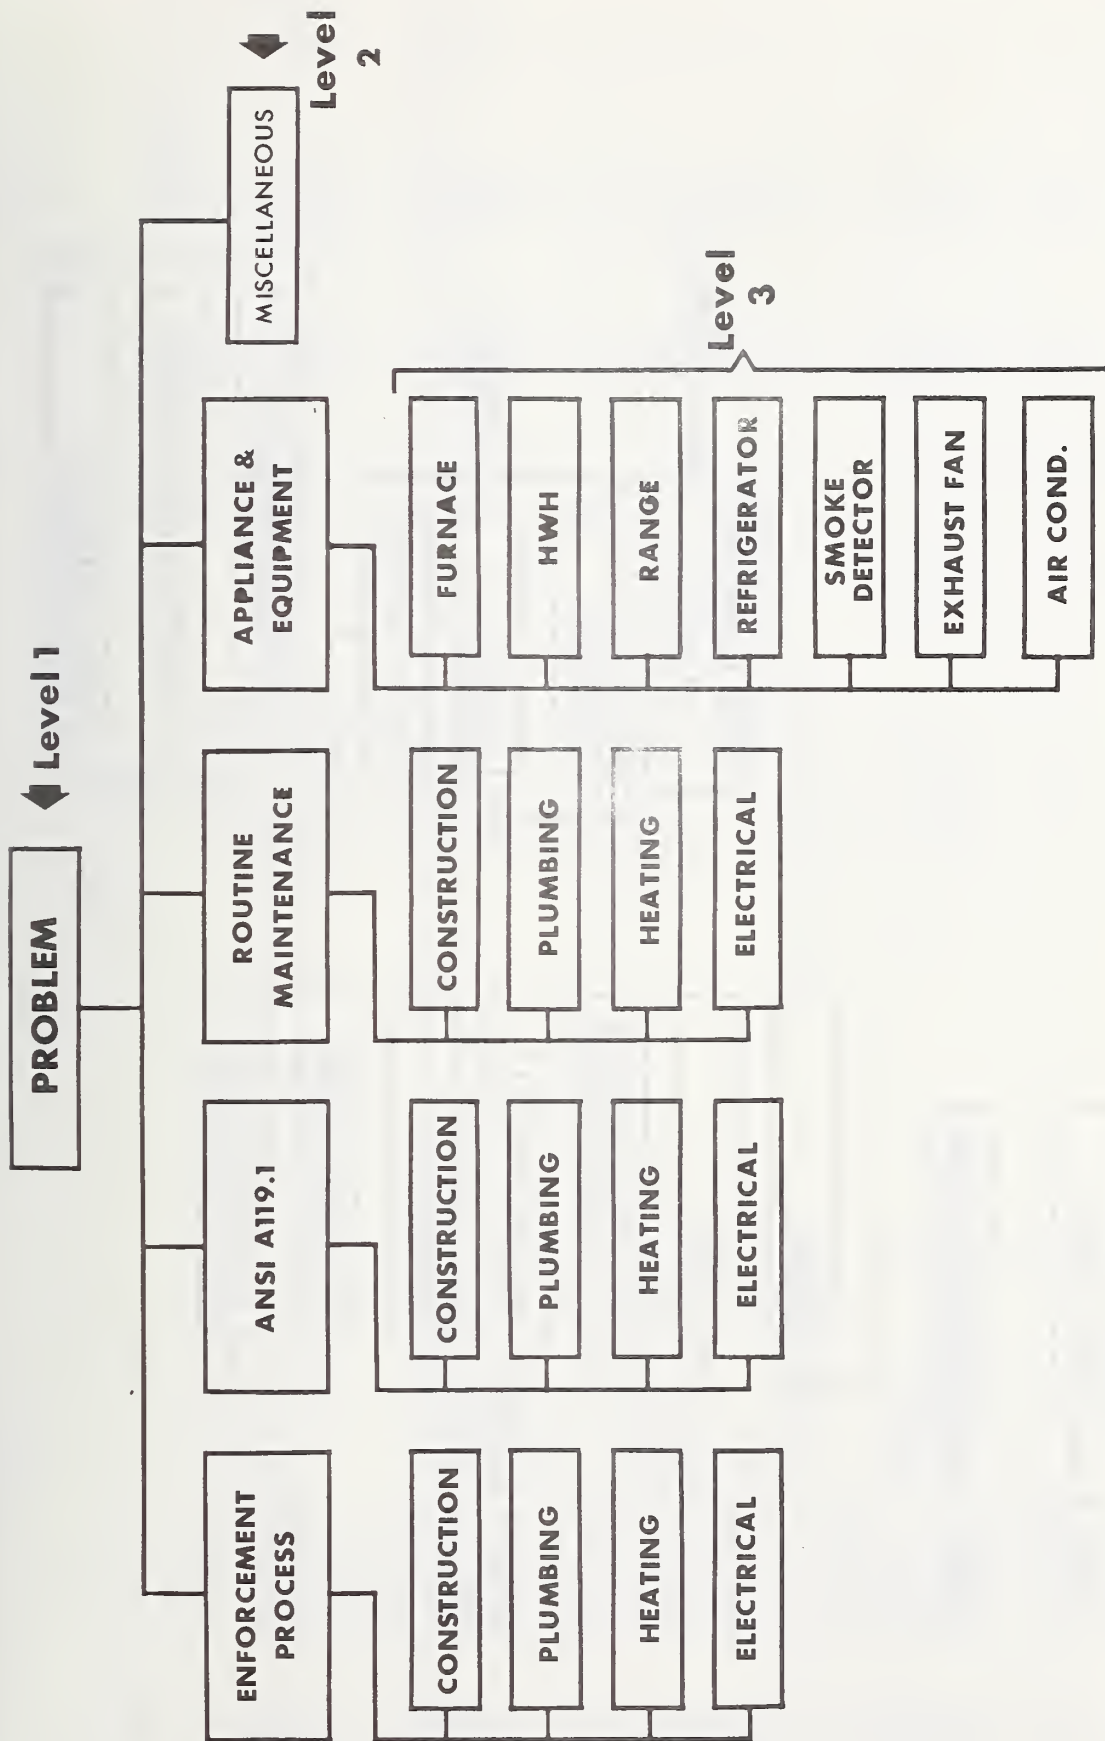 PROBLEM
Level 1
ENFORCEMENT
PROCESS
ANSI A119.1
ROUTINE
MAINTENANCE
APPLIANCE &
EQUIPMENT
MISCELLANEOUS
Level
2
CONSTRUCTION
PLUMBING
HEATING
ELECTRICAL
CONSTRUCTION
PLUMBING
HEATING
ELECTRICAL
CONSTRUCTION
PLUMBING
HEATING
ELECTRICAL
FURNACE
HWH
RANGE
REFRIGERATOR
SMOKE
DETECTOR
EXHAUST FAN
AIR COND.
Level
3